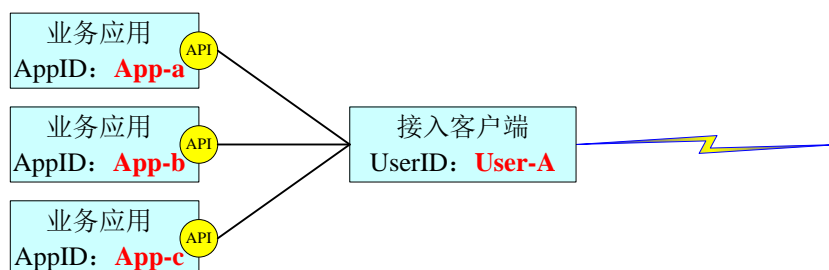 业务应用
API
AppID：App-a
业务应用
API
AppID：App-b
接入客户端
UserID：User-A
业务应用
API
AppID：App-c